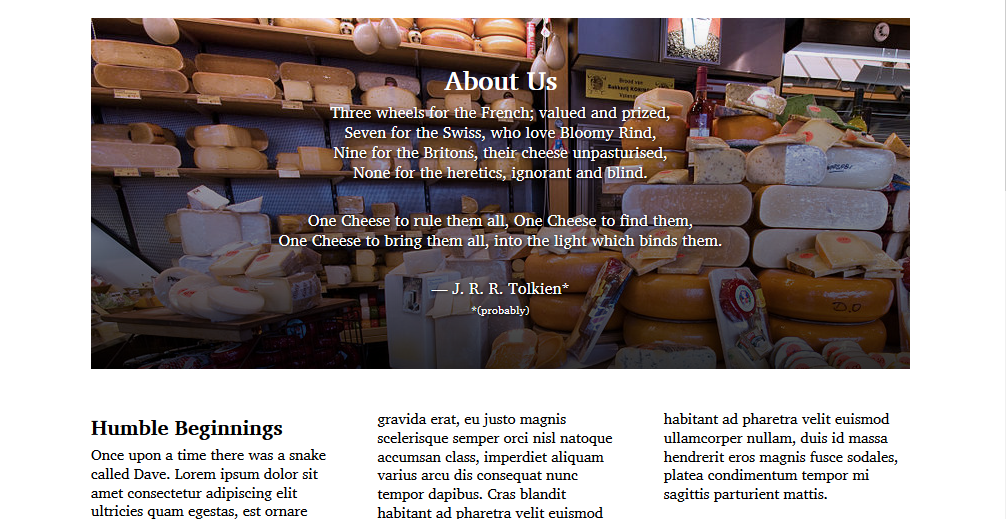 About Us
Three wheels for the French; valued and prized,
Seven for the Swiss, who love Bloomy Rind,
Nine for the Britons, their cheese unpasturised,
None for the heretics, ignorant and blind.
One Cheese to rule them all, One Cheese to find them,
One Cheese to bring them all, into the light which binds them.
— J. R. R. Tolkien*
*(probably)
Humble Beginnings
Once upon a time there was a snake
called Dave. Lorem ipsum dolor sit
amet consectetur adipiscing elit
ultricies quam egestas, est ornare
gravida erat, eu justo magnis
scelerisque semper orci nisl natoque
accumsan class, imperdiet aliquam
varius arcu dis consequat nunc
tempor dapibus. Cras blandit
habitant ad pharetra velit euismod
habitant ad pharetra velit euismod
ullamcorper nullam, duis id massa
hendrerit eros magnis fusce sodales,
platea condimentum tempor mi
sagittis parturient mattis.